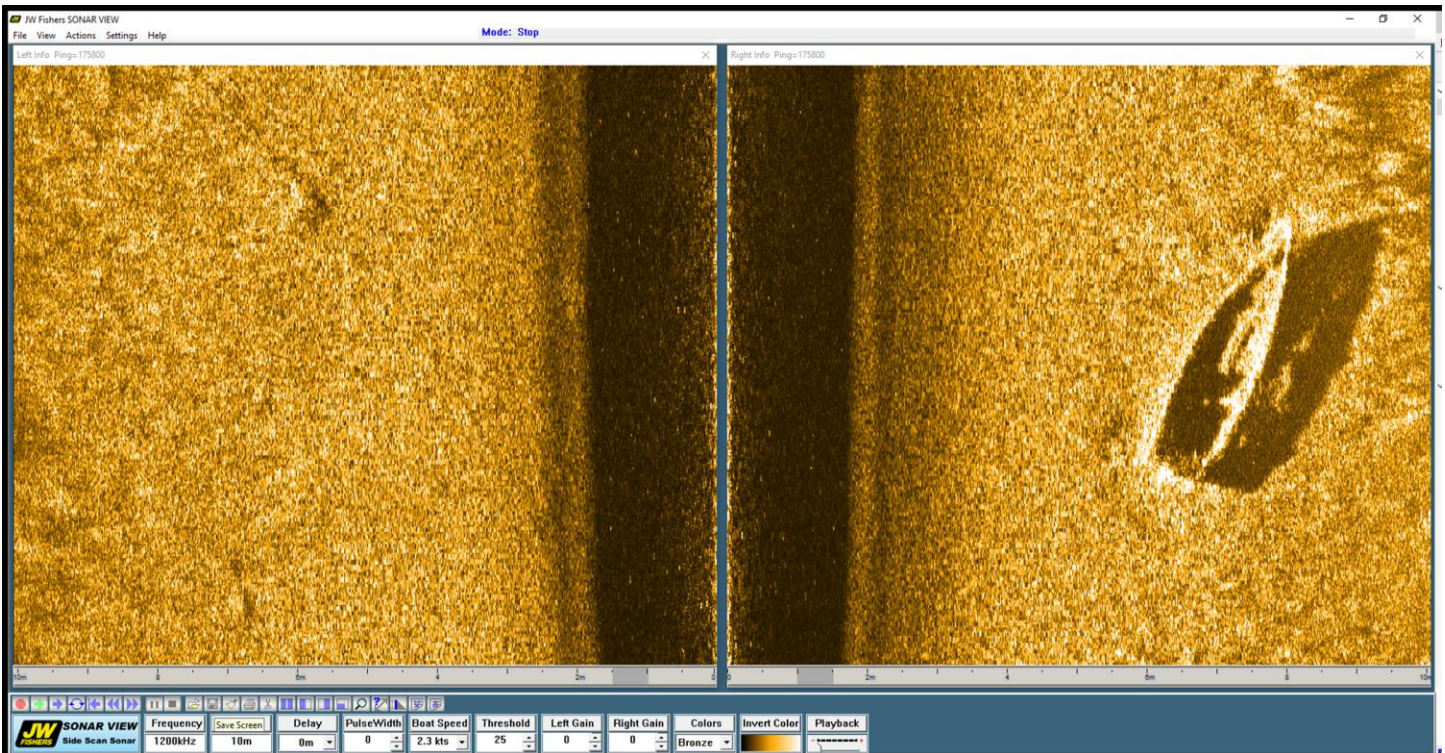 JW Fishers SONAR VIEW
File View Actions Settings Help
Mode: Stop
Left Info Ping=175800
Right Info Ping=175800
10m 8 6m 4 2m 0
0 2m 4 6m 8 10m
JW FISHERS
SONAR VIEW
Side Scan Sonar
Frequency Save Screen Delay PulseWidth Boat Speed Threshold Left Gain Right Gain Colors Invert Color Playback
1200kHz 10m 0m 0 2.3 kts 25 0 0 Bronze